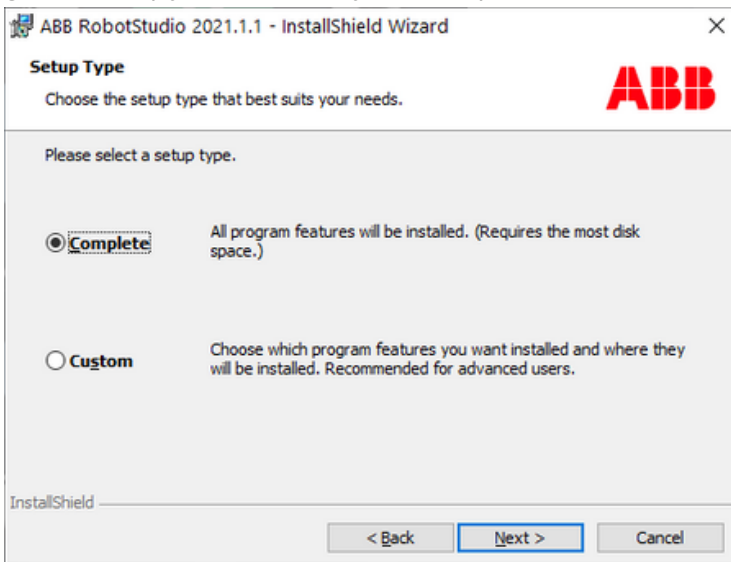 ABB RobotStudio 2021.1.1 - InstallShield Wizard
Setup Type
Choose the setup type that best suits your needs.
ABB
Please select a setup type.
Complete
All program features will be installed. (Requires the most disk
space.)
Custom
Choose which program features you want installed and where they
will be installed. Recommended for advanced users.
InstallShield
< Back
Next >
Cancel